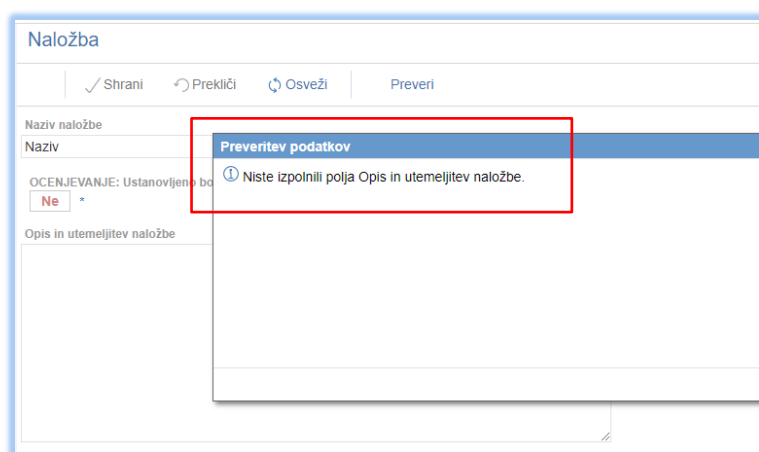 Naložba
Shrani Prekliči Osveži Preveri
Naziv naložbe
Naziv
Preveritev podatkov
Niste izpolnili polja Opis in utemeljitev naložbe.
OCENJEVANJE: Ustanovljeno
Ne *
Opis in utemeljitev naložbe